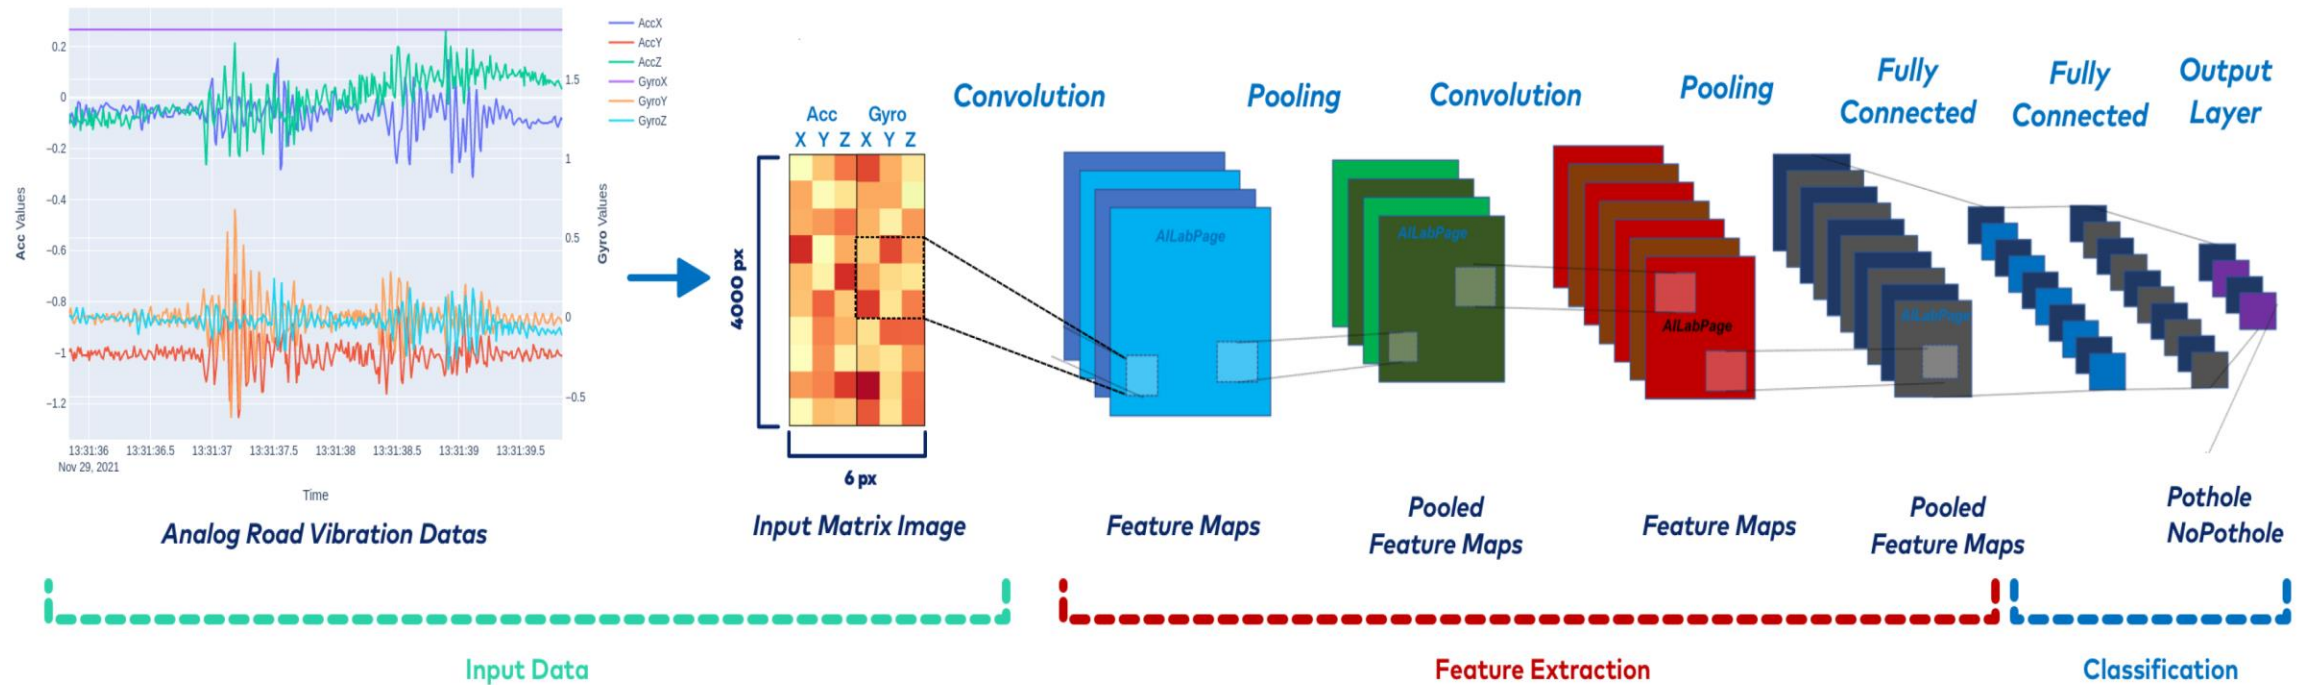 AccX
AccY
AccZ
GyroX
GyroY
GyroZ
0.2
0
−0.2
−0.4
−0.6
−0.8
−1
−1.2
Acc Values
1.5
1
0.5
0
−0.5
Gyro Values
13:31:36
13:31:36.5
13:31:37
13:31:37.5
13:31:38
13:31:38.5
13:31:39
13:31:39.5
Nov 29, 2021
Time
Analog Road Vibration Datas
Acc Gyro
X Y Z X Y Z
4000 px
6 px
Input Matrix Image
Convolution
Pooling
Convolution
Pooling
Fully
Connected
Fully
Connected
Output
Layer
AILabPage
AILabPage
AILabPage
AILabPage
Feature Maps
Pooled
Feature Maps
Feature Maps
Pooled
Feature Maps
Pothole
NoPothole
Input Data
Feature Extraction
Classification